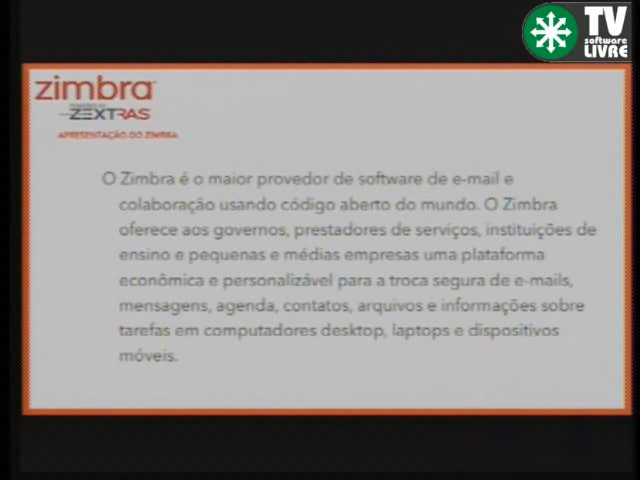 TV
software
LIVRE
zimbra
ZEXTRAS
APRESENTAÇÃO DO ZIMBRA
O Zimbra é o maior provedor de software de e-mail e
colaboração usando código aberto do mundo. O Zimbra
oferece aos governos, prestadores de serviços, instituições de
ensino e pequenas e médias empresas uma plataforma
econômica e personalizável para a troca segura de e-mails,
mensagens, agenda, contatos, arquivos e informações sobre
tarefas em computadores desktop, laptops e dispositivos
móveis.